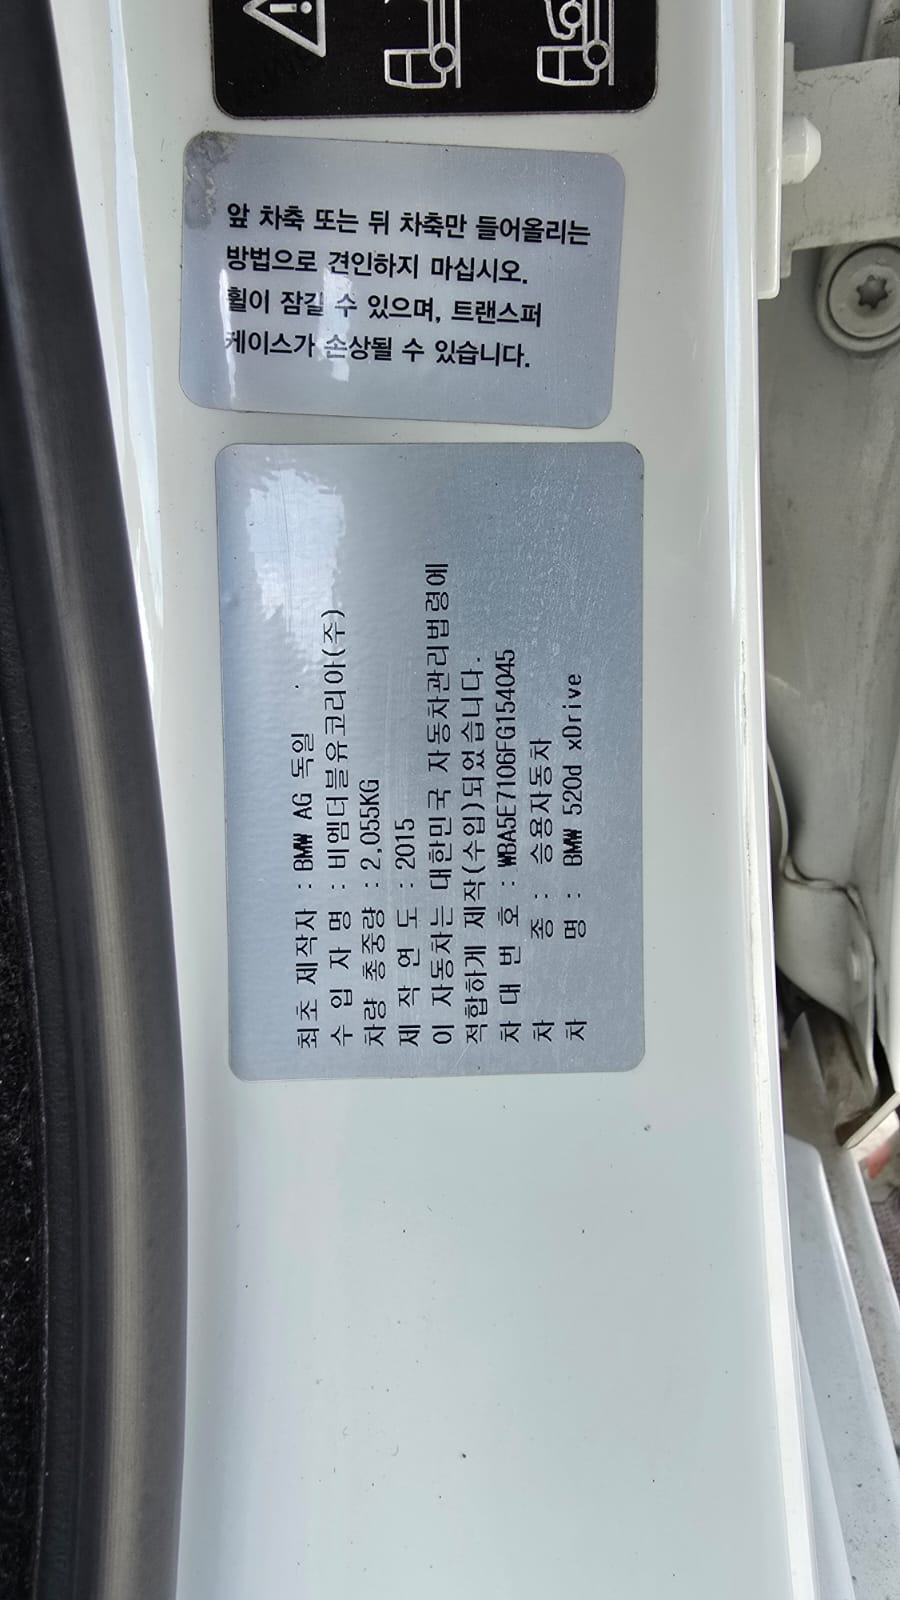 앞 차축 또는 뒤 차축만 들어올리는
방법으로 견인하지 마십시오.
휠이 잠길 수 있으며, 트랜스퍼
케이스가 손상될 수 있습니다.
최초 제작자 : BMW AG 독일
수 입 자 명 : 비엠더블유코리아(주)
차량 총중량 : 2,055KG
제 작 연 도 : 2015
이 자동차는 대한민국 자동차관리법령에
적합하게 제작(수입)되었습니다.
차 대 번 호 : WBA5E7106FG154045
차 종 : 승용자동차
차 명 : BMW 520d xDrive